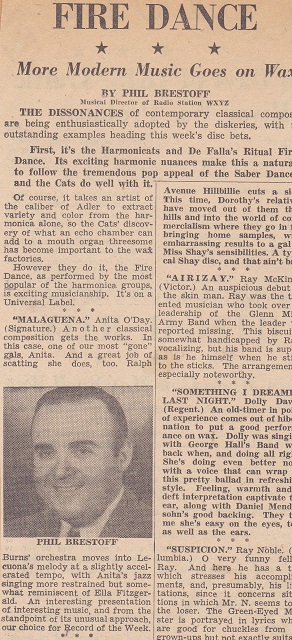 FIRE DANCE
★ ★ ★
More Modern Music Goes on Wax
BY PHIL BRESTOFF
Musical Director of Radio Station WXYZ
THE DISSONANCES of contemporary classical compos
are being enthusiastically adopted by the diskeries, with
outstanding examples heading this week's disc bets.
First, it's the Harmonicats and De Falla's Ritual Fir
Dance. Its exciting harmonic nuances make this a natura
to follow the tremendous pop appeal of the Saber Dance
and the Cats do well with it.
Of course, it takes an artist of
the caliber of Adler to extract
variety and color from the har-
monica alone, so the Cats' discov-
ery of what an echo chamber can
add to a mouth organ threesome
has become important to the wax
factories.
However they do it, the Fire
Dance, as performed by the most
popular of the harmonica groups,
is exciting musicianship. It's on a
Universal Label.
* * *
"MALAGUENA." Anita O'Day.
(Signature.) Another classical
composition gets the works. In
this case, one of our most "gone"
gals, Anita. And a great job of
scatting she does, too. Ralph
PHIL BRESTOFF
Burns' orchestra moves into Le-
cuona's melody at a slightly accel-
erated tempo, with Anita's jazz
singing more restrained but some-
what reminiscent of Ella Fitzger-
ald. An interesting presentation
of interesting music, and from the
standpoint of its unusual approach,
our choice for Record of the Week.
Avenue Hillbillie cuts a si
This time, Dorothy's relativ
have moved out of them th
hills and into the world of co
mercialism where they go in f
bringing home samples, wi
embarrassing results to a gal
Miss Shay's sensibilities. A ty
cal Shay disc, and that ain't ba
* * *
"AIRIZAY." Ray McKin
(Victor.) An auspicious debut
the skin man. Ray was the t
ented musician who took over
leadership of the Glenn Mi
Army Band when the leader
reported missing. This biscui
somewhat handicapped by Ra
vocalizing, but his band is sup
as is he himself when he sti
to the sticks. The arrangemen
especially noteworthy.
* * *
"SOMETHING I DREAME
LAST NIGHT." Dolly Daw
(Regent.) An old-timer in po
of experience comes out of hibe
nation to put a good perform
ance on wax. Dolly was singin
with George Hall's Band w
back when, and doing all righ
She's doing even better no
with a voice that can wrap
this pretty ballad in refreshin
style. Feeling, warmth and
deft interpretation captivate t
ear, along with Daniel Mende
sohn's good backing. They t
me she's easy on the eyes, to
as well as the ears.
* * *
"SUSPICION." Ray Noble. (
lumbia.) O very funny fell
Ray. And here he has a t
which stresses his accompli
ments, and, presumably, his l
tations, since it concerns sit
tions in which Mr. N. seems to
the loser. The Green-Eyed M
ster is portrayed in lyrics wh
are good for chuckles from
grown-ups but not